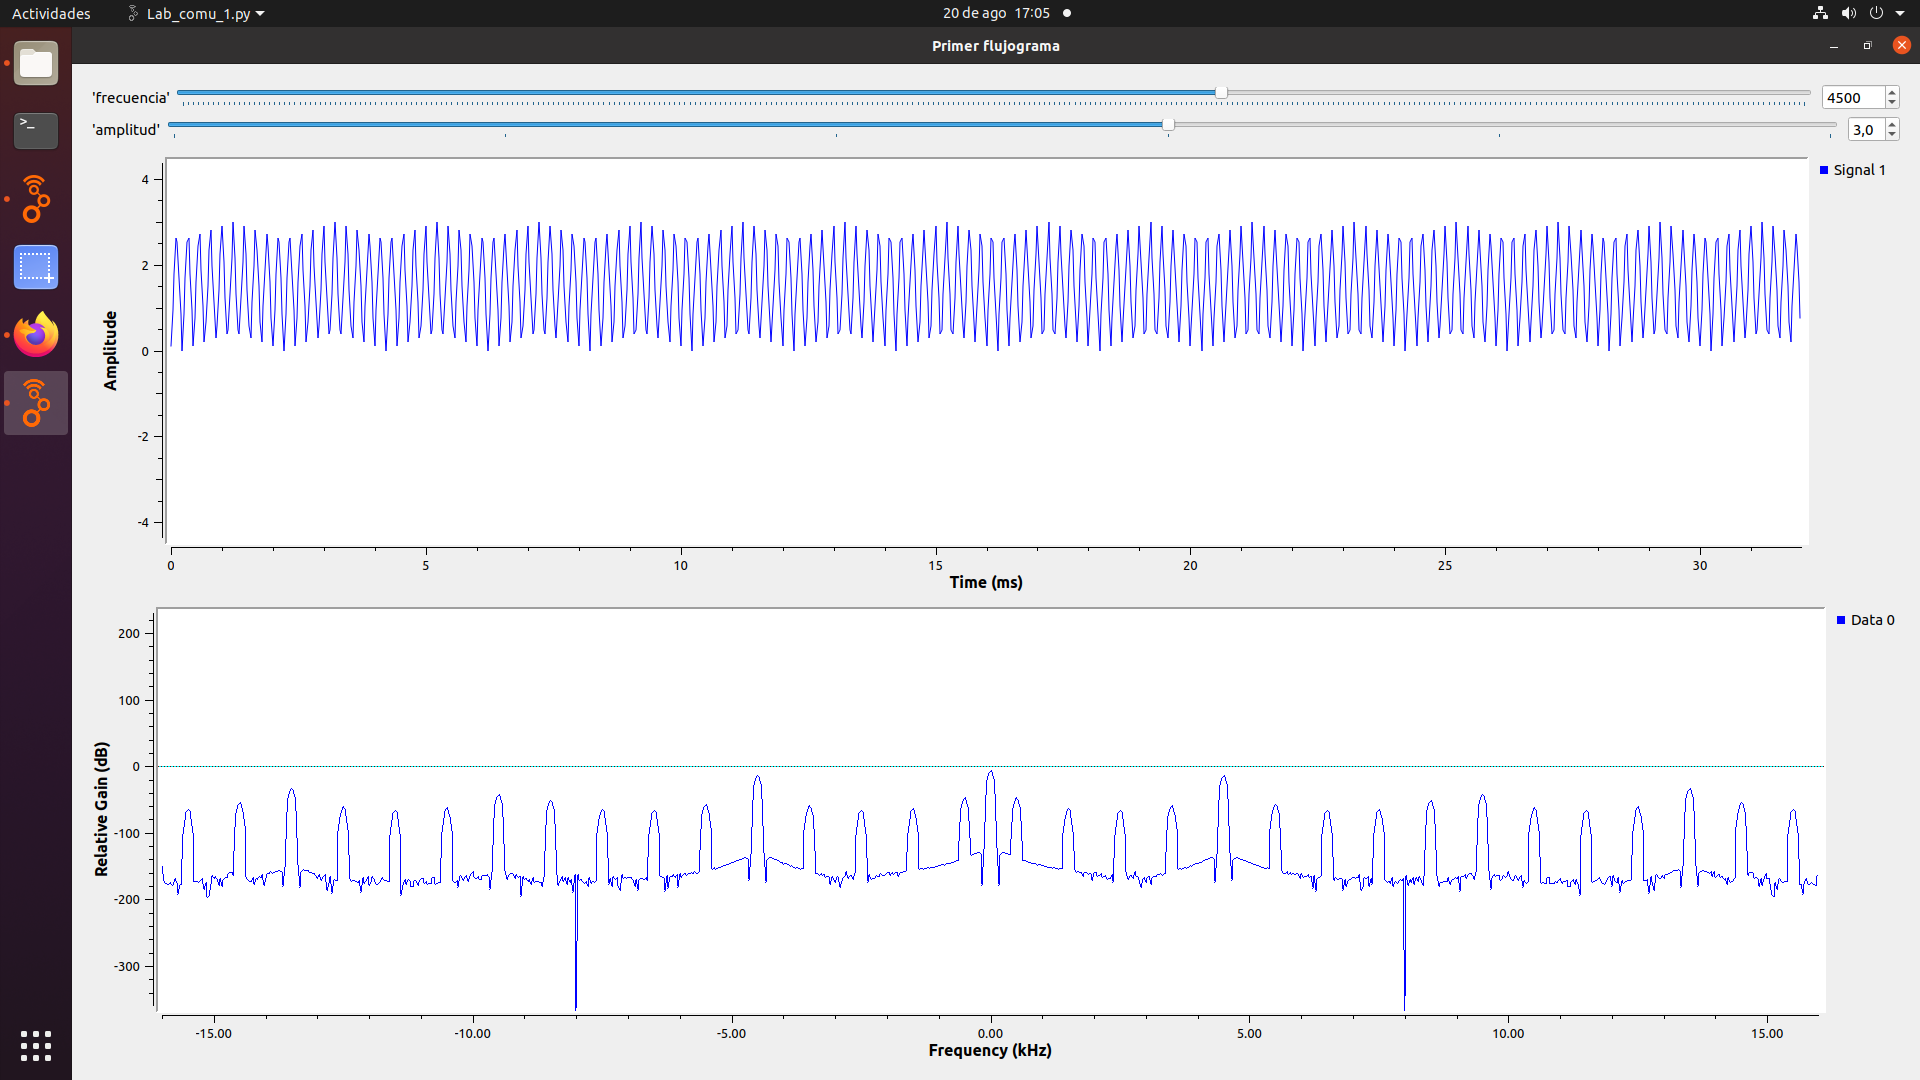 Actividades Lab_comu_1.py 20 de ago 17:05
Primer flujograma
'frecuencia' 4500
'amplitud' 3,0
Signal 1
4
2
0
-2
-4
Amplitude
0 5 10 15 20 25 30
Time (ms)
Data 0
200
100
0
-100
-200
-300
Relative Gain (dB)
-15.00 -10.00 -5.00 0.00 5.00 10.00 15.00
Frequency (kHz)